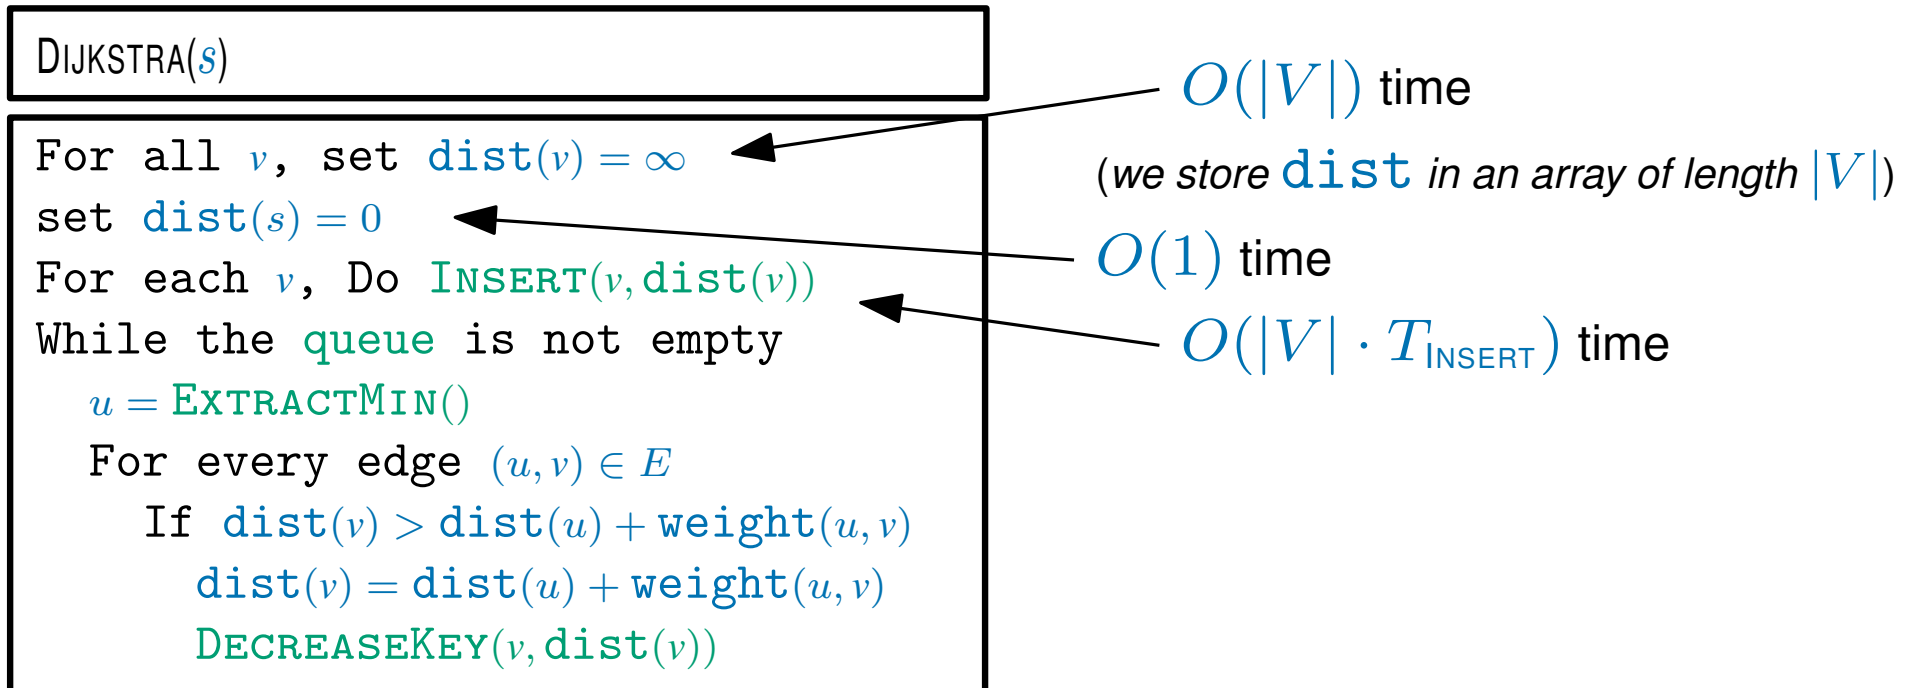 DIJKSTRA(s)
For all v, set dist(v) = ∞
set dist(s) = 0
For each v, Do INSERT(v, dist(v))
While the queue is not empty
u = EXTRACTMIN()
For every edge (u, v) ∈ E
If dist(v) > dist(u) + weight(u, v)
dist(v) = dist(u) + weight(u, v)
DECREASEKEY(v, dist(v))
O(|V|) time
(we store dist in an array of length |V|)
O(1) time
O(|V| · T_INSERT) time